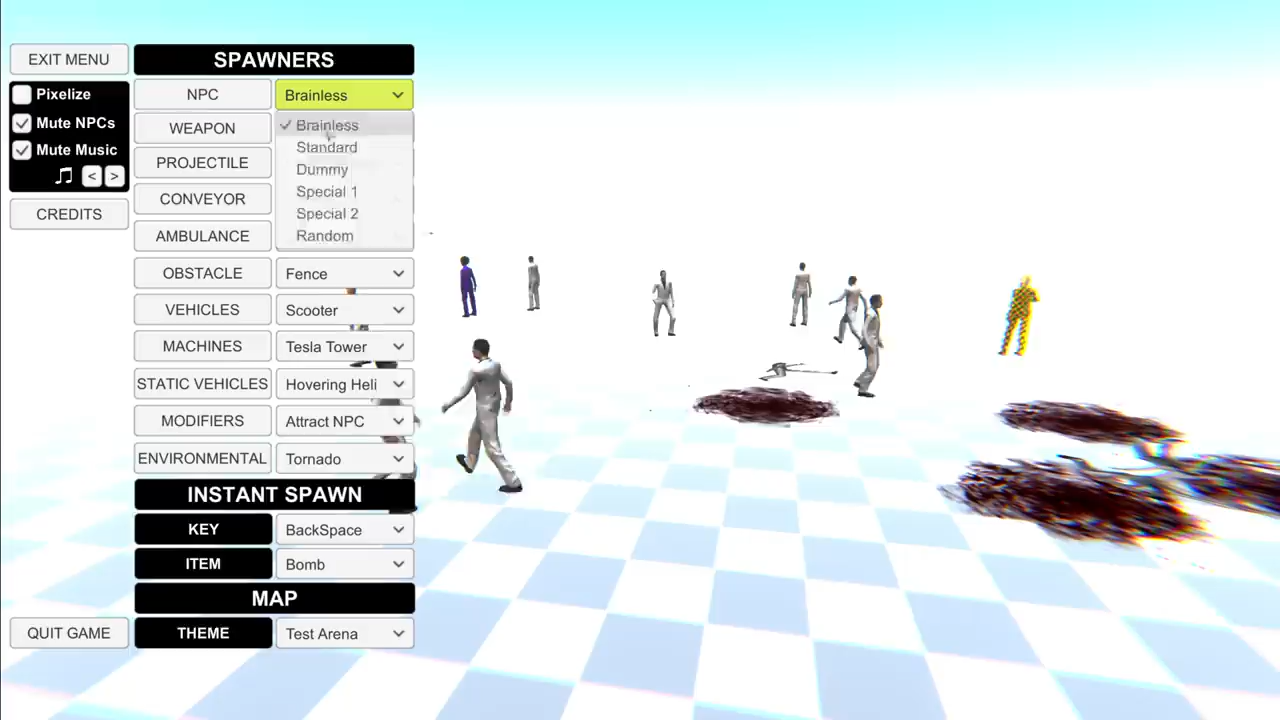 EXIT MENU
SPAWNERS
Pixelize
Mute NPCs
Mute Music
< >
CREDITS
NPC
Brainless
WEAPON
PROJECTILE
CONVEYOR
AMBULANCE
Brainless
Standard
Dummy
Special 1
Special 2
Random
OBSTACLE
Fence
VEHICLES
Scooter
MACHINES
Tesla Tower
STATIC VEHICLES
Hovering Heli
MODIFIERS
Attract NPC
ENVIRONMENTAL
Tornado
INSTANT SPAWN
KEY
BackSpace
ITEM
Bomb
MAP
QUIT GAME
THEME
Test Arena